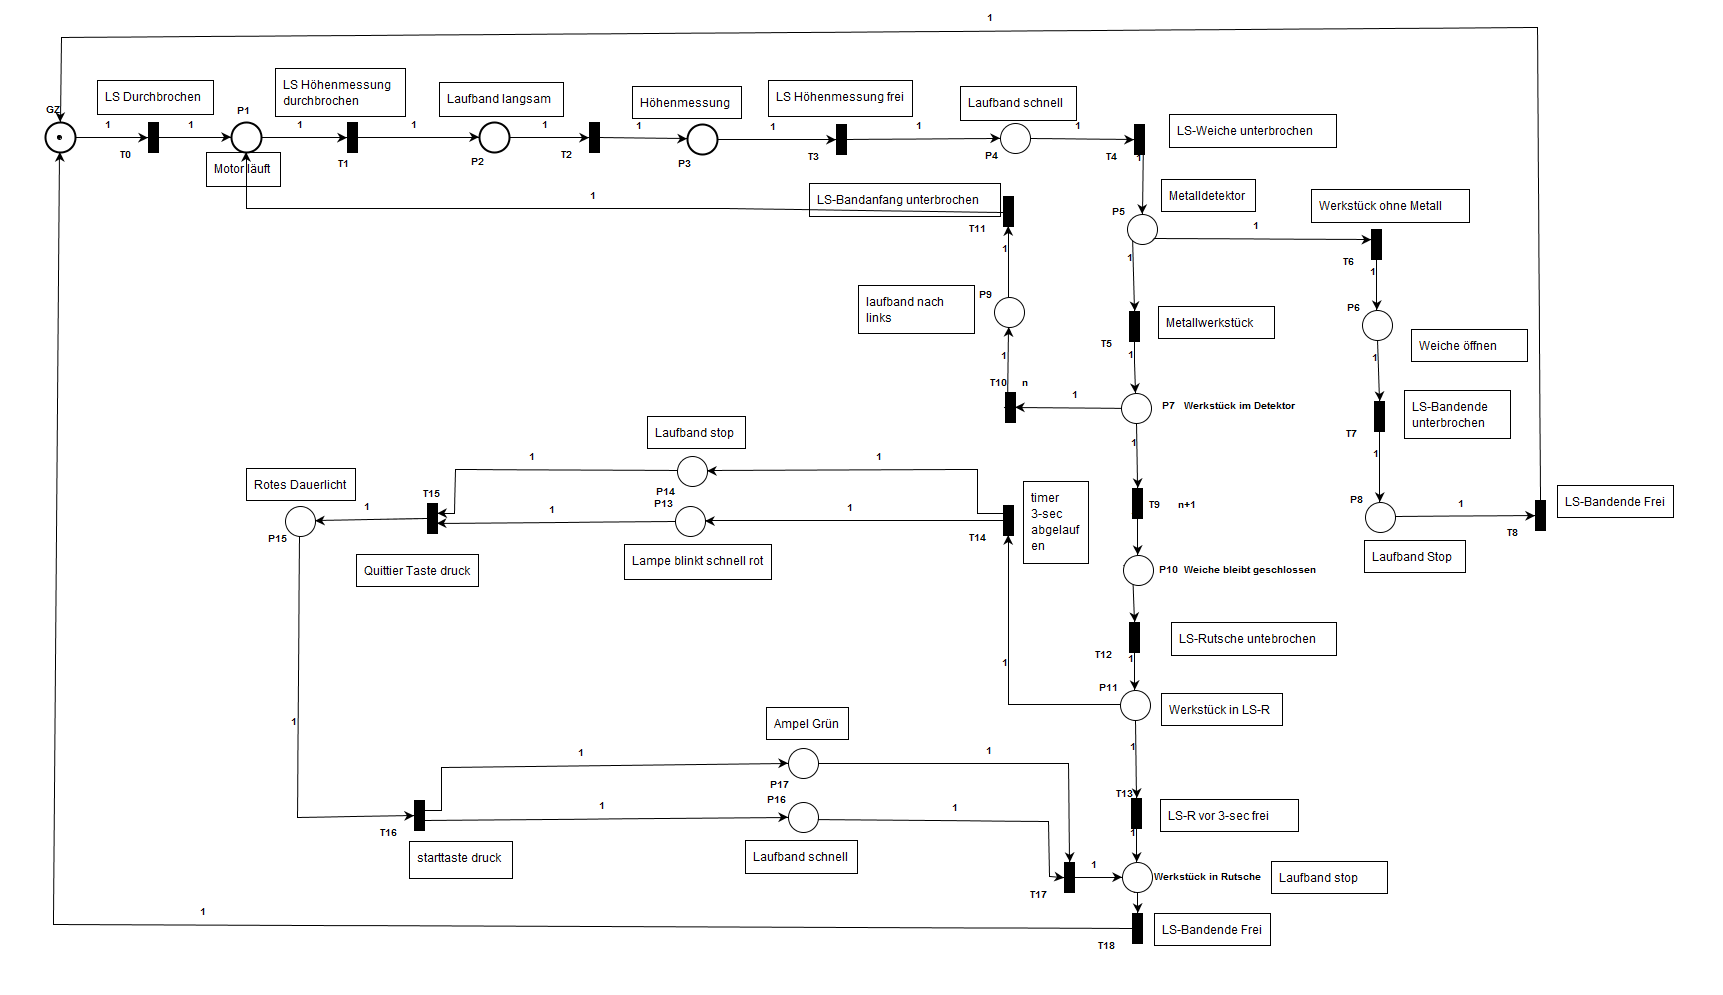 1
GZ
LS Durchbrochen
1
T0
1
P1
Motor läuft
LS Höhenmessung
durchbrochen
1
T1
1
Laufband langsam
P2
1
T2
Höhenmessung
1
P3
1
LS Höhenmessung frei
T3
1
Laufband schnell
P4
1
T4
LS-Weiche unterbrochen
1
Metalldetektor
P5
1
Werkstück ohne Metall
T6
1
P6
Weiche öffnen
1
LS-Bandende
unterbrochen
T7
1
P8
Laufband Stop
1
T8
LS-Bandende Frei
1
T5
Metallwerkstück
1
P7 Werkstück im Detektor
1
T10 n
1
laufband nach
links
P9
1
T11
LS-Bandanfang unterbrochen
1
1
T9 n+1
P10 Weiche bleibt geschlossen
T12
LS-Rutsche untebrochen
1
P11
Werkstück in LS-R
1
T14
timer
3-sec
abgelauf
en
1
1
Laufband stop
P14
P13
Lampe blinkt schnell rot
1
1
T15
Quittier Taste druck
1
Rotes Dauerlicht
P15
1
T16
starttaste druck
1
1
Ampel Grün
P17
P16
Laufband schnell
1
1
T17
1
1
T13
LS-R vor 3-sec frei
1
Werkstück in Rutsche
Laufband stop
T18
LS-Bandende Frei
1